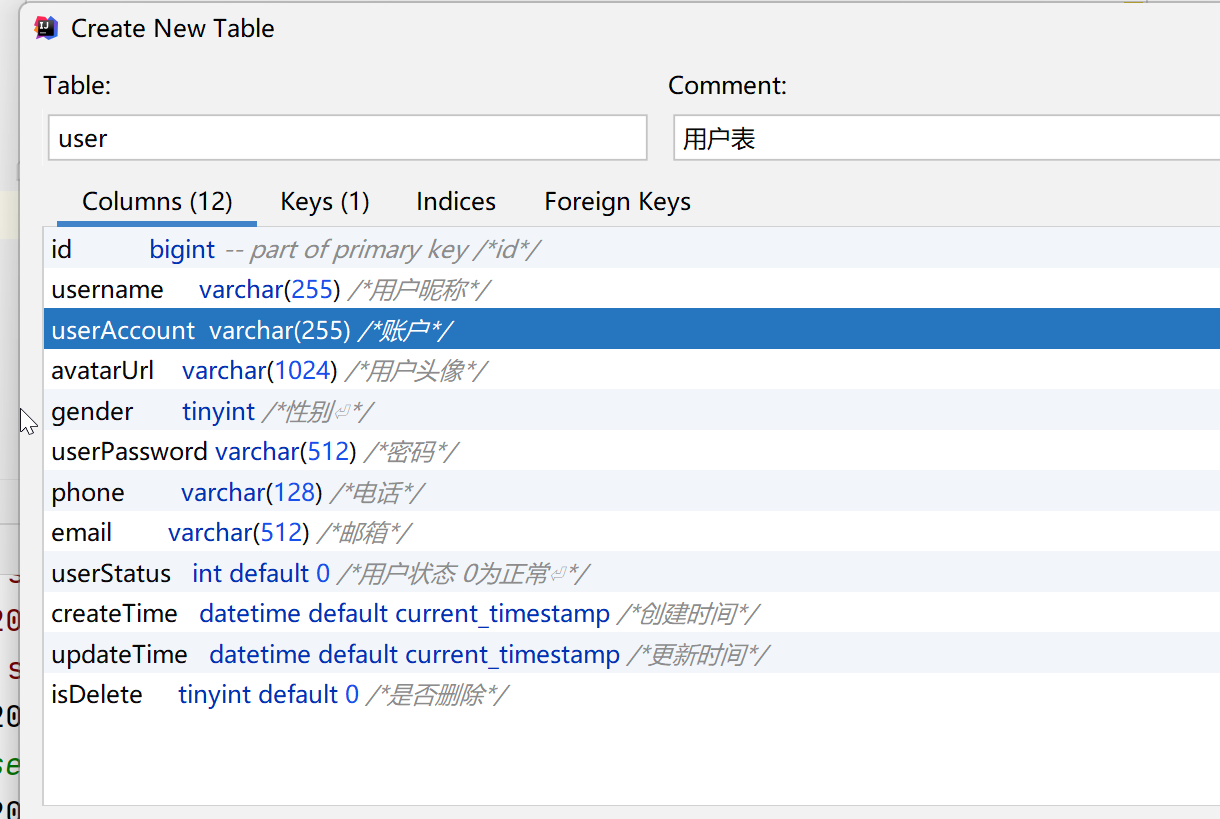 Create New Table
Table: Comment:
user 用户表
Columns (12) Keys (1) Indices Foreign Keys
id bigint -- part of primary key /*id*/
username varchar(255) /*用户昵称*/
userAccount varchar(255) /*账户*/
avatarUrl varchar(1024) /*用户头像*/
gender tinyint /*性别⏎*/
userPassword varchar(512) /*密码*/
phone varchar(128) /*电话*/
email varchar(512) /*邮箱*/
userStatus int default 0 /*用户状态 0为正常⏎*/
createTime datetime default current_timestamp /*创建时间*/
updateTime datetime default current_timestamp /*更新时间*/
isDelete tinyint default 0 /*是否删除*/